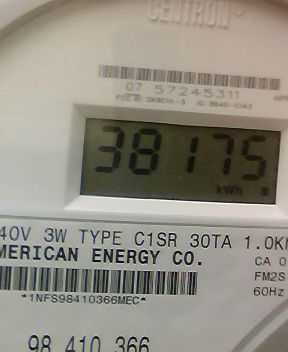 CENTRON
07 57245311
38175
kWh
40V 3W TYPE C1SR 30TA 1.0K
MERICAN ENERGY CO.
CA 0
FM2S
60Hz
*1NFS98410366MEC*
98 410 366